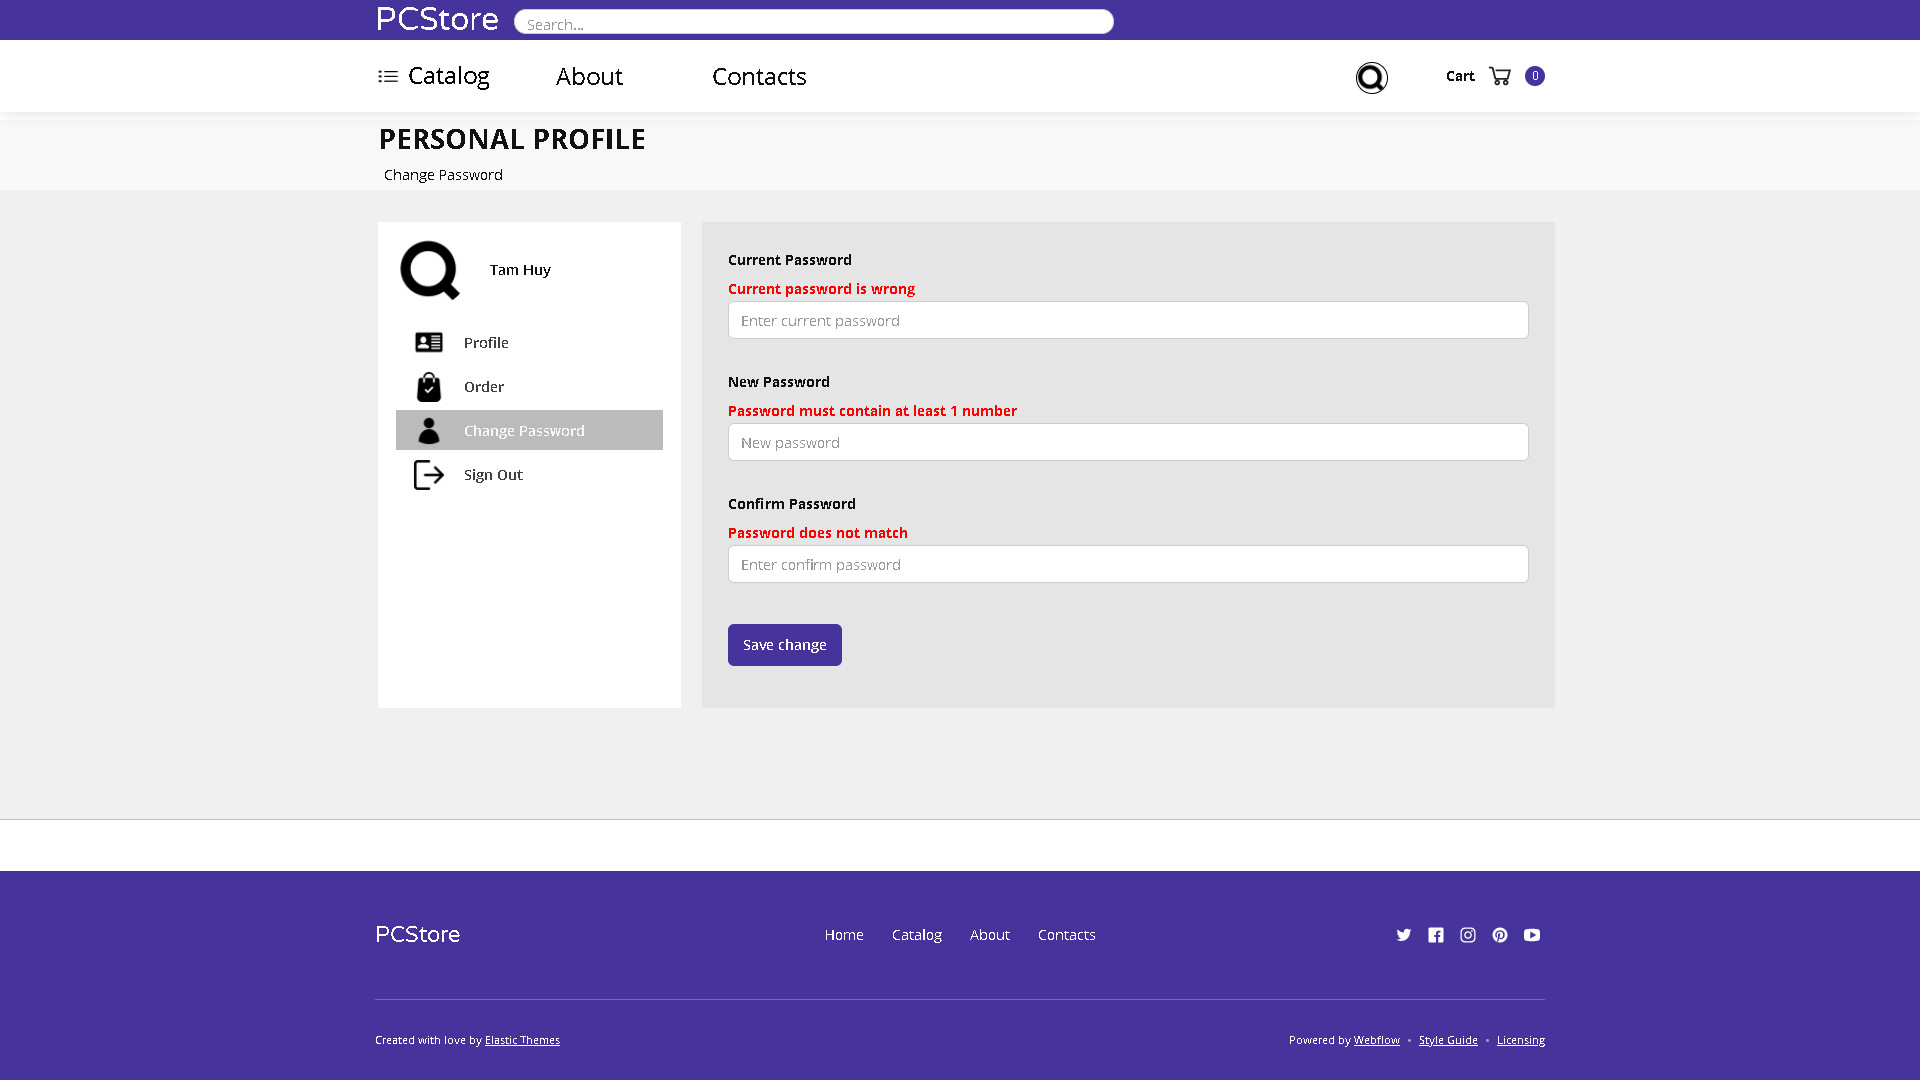 PCStore
Search...
Catalog
About
Contacts
Cart
0
PERSONAL PROFILE
Change Password
Tam Huy
Profile
Order
Change Password
Sign Out
Current Password
Current password is wrong
Enter current password
New Password
Password must contain at least 1 number
New password
Confirm Password
Password does not match
Enter confirm password
Save change
PCStore
Home
Catalog
About
Contacts
Created with love by Elastic Themes
Powered by Webflow • Style Guide • Licensing